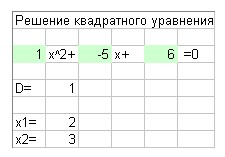 Решение квадратного уравнения
1 x^2+ -5 x+ 6 =0
D= 1
x1= 2
x2= 3